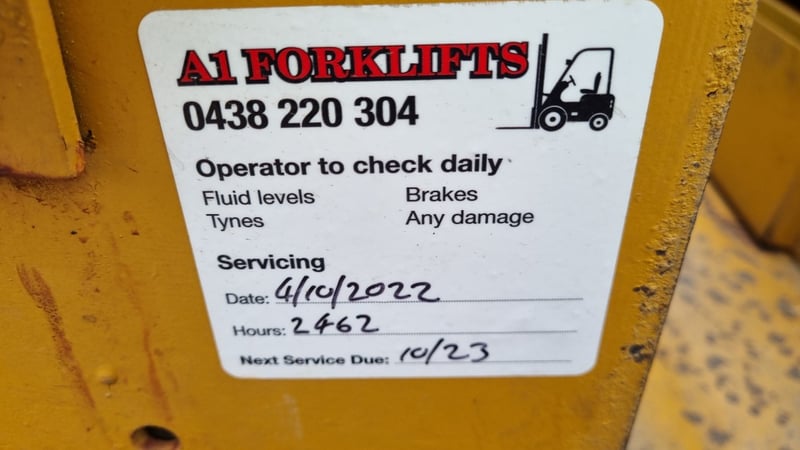 A1 FORKLIFTS
0438 220 304
Operator to check daily
Fluid levels Brakes
Tynes Any damage
Servicing
Date: 4/10/2022
Hours: 2462
Next Service Due: 10/23